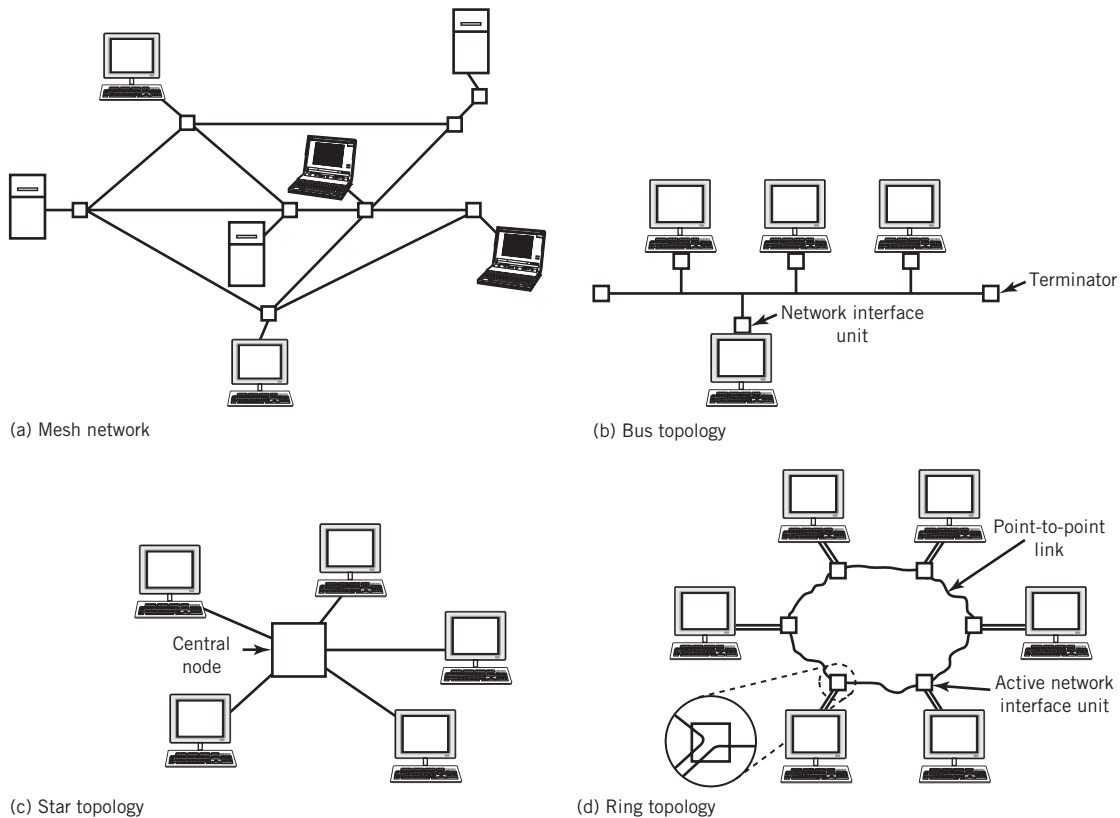 Terminator
Network interface
unit
(a) Mesh network
(b) Bus topology
Point-to-point
link
Central
node
Active network
interface unit
(c) Star topology
(d) Ring topology